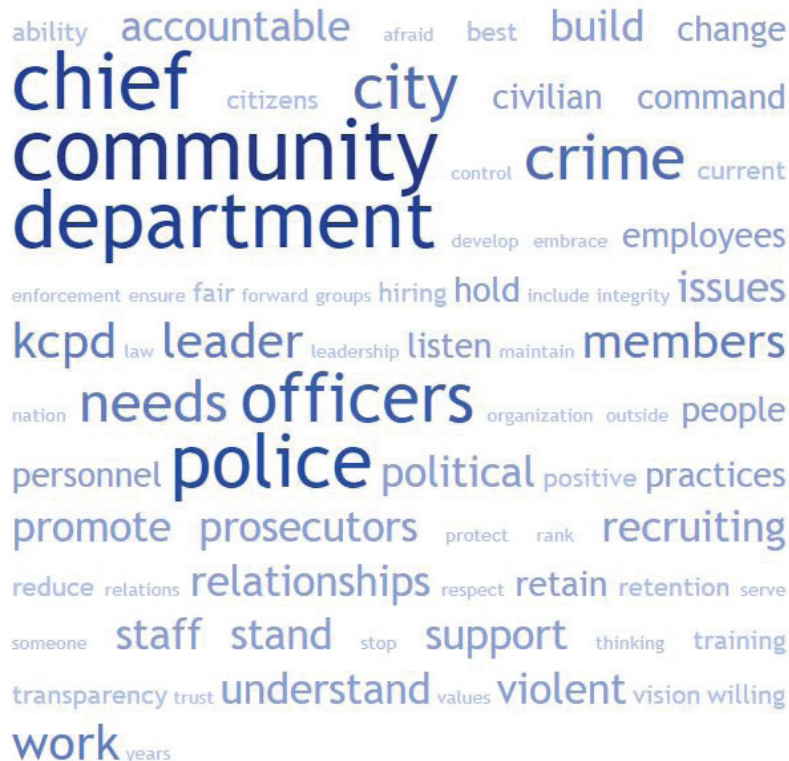 ability accountable afraid best build change
chief citizens city civilian command
community control crime current
department develop embrace employees
enforcement ensure fair forward groups hiring hold include integrity issues
kcpd law leader leadership listen maintain members
nation needs officers organization outside people
personnel police political positive practices
promote prosecutors protect rank recruiting
reduce relations relationships respect retain retention serve
someone staff stand stop support thinking training
transparency trust understand values violent vision willing
work years